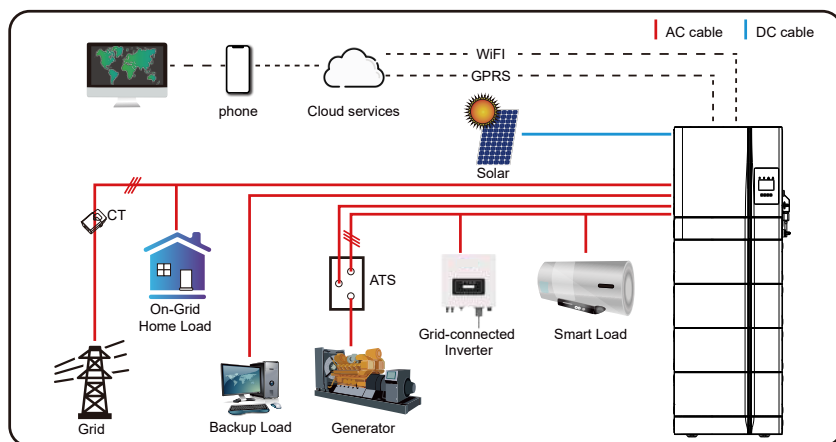 AC cable
DC cable
WiFI
GPRS
phone
Cloud services
Solar
CT
ATS
On-Grid
Home Load
Grid-connected
Inverter
Smart Load
Grid
Backup Load
Generator